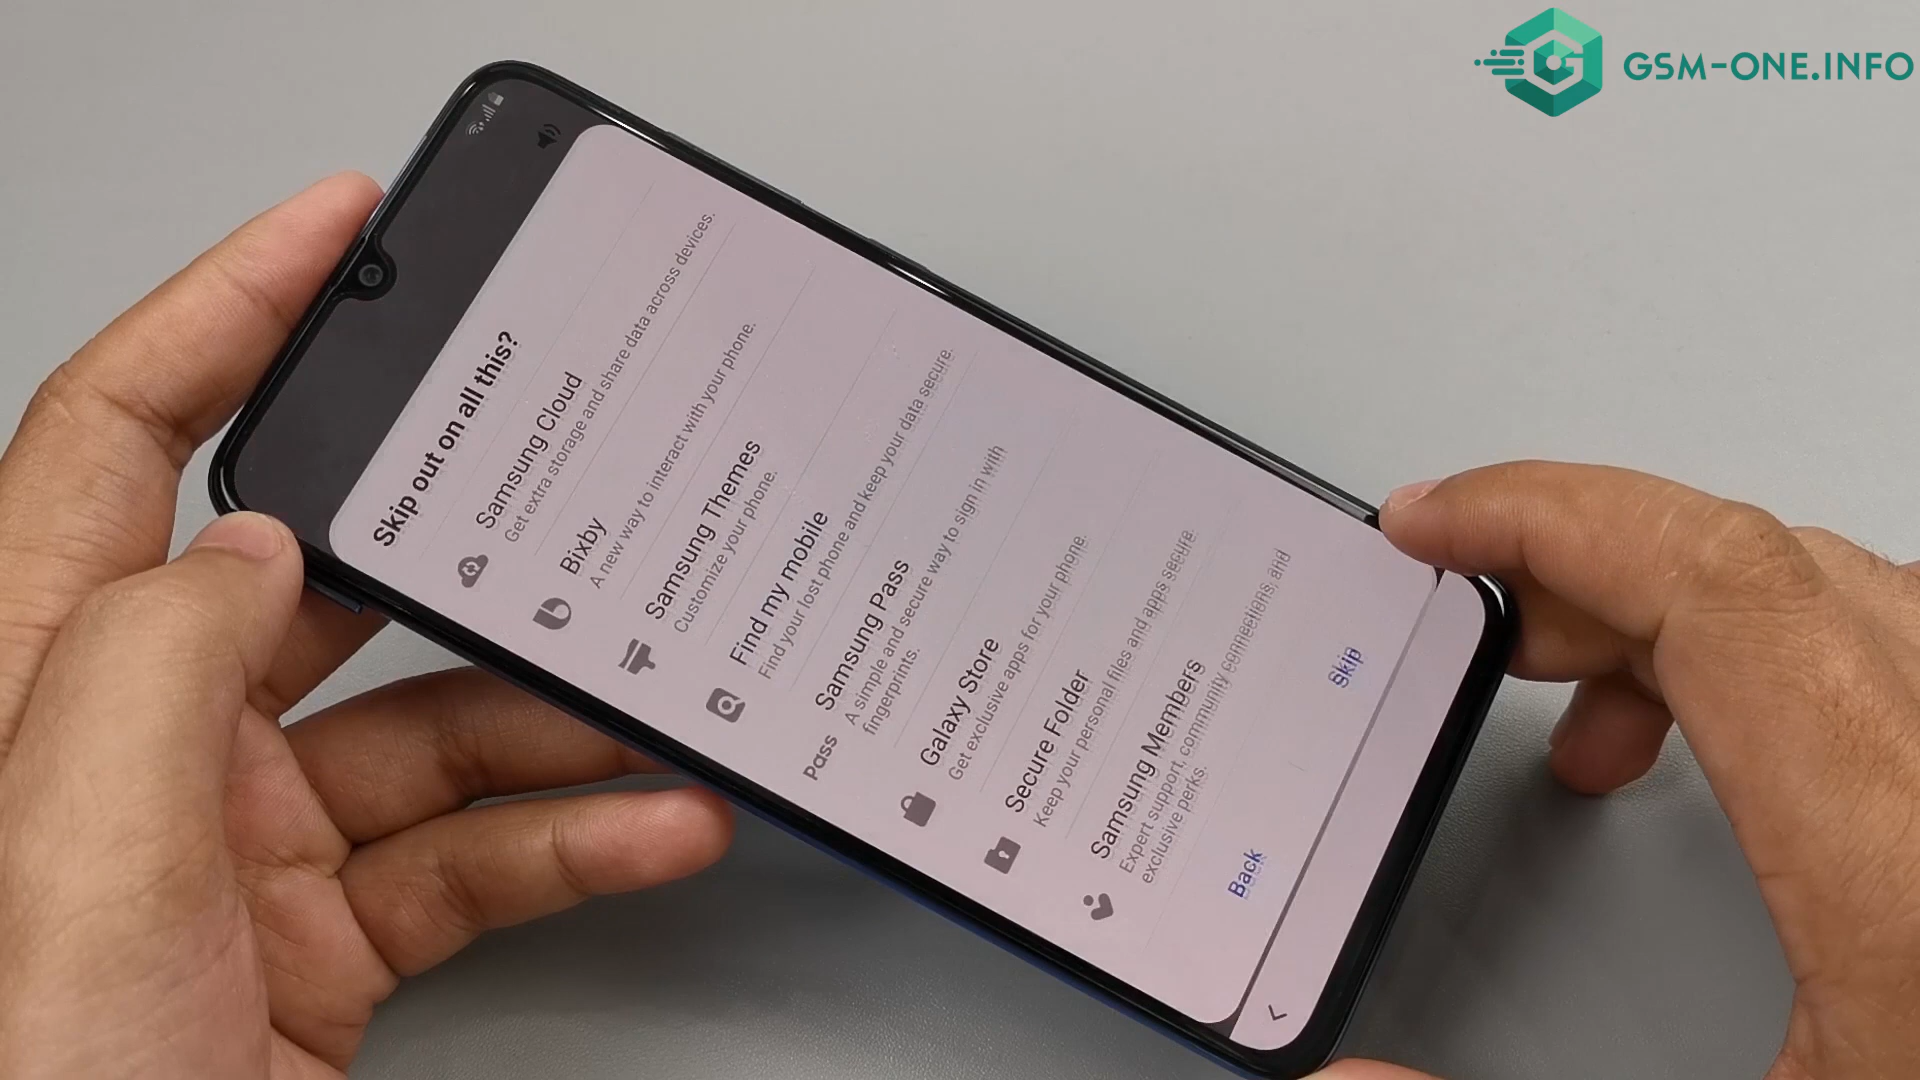 GSM-ONE.INFO
Skip out on all this?
Samsung Cloud
Get extra storage and share data across devices.
Bixby
A new way to interact with your phone.
Samsung Themes
Customize your phone.
Find my mobile
Find your lost phone and keep your data secure.
Pass
Samsung Pass
A simple and secure way to sign in with
fingerprints.
Galaxy Store
Get exclusive apps for your phone.
Secure Folder
Keep your personal files and apps secure.
Samsung Members
Expert support, community connections, and
exclusive perks.
Back
Skip